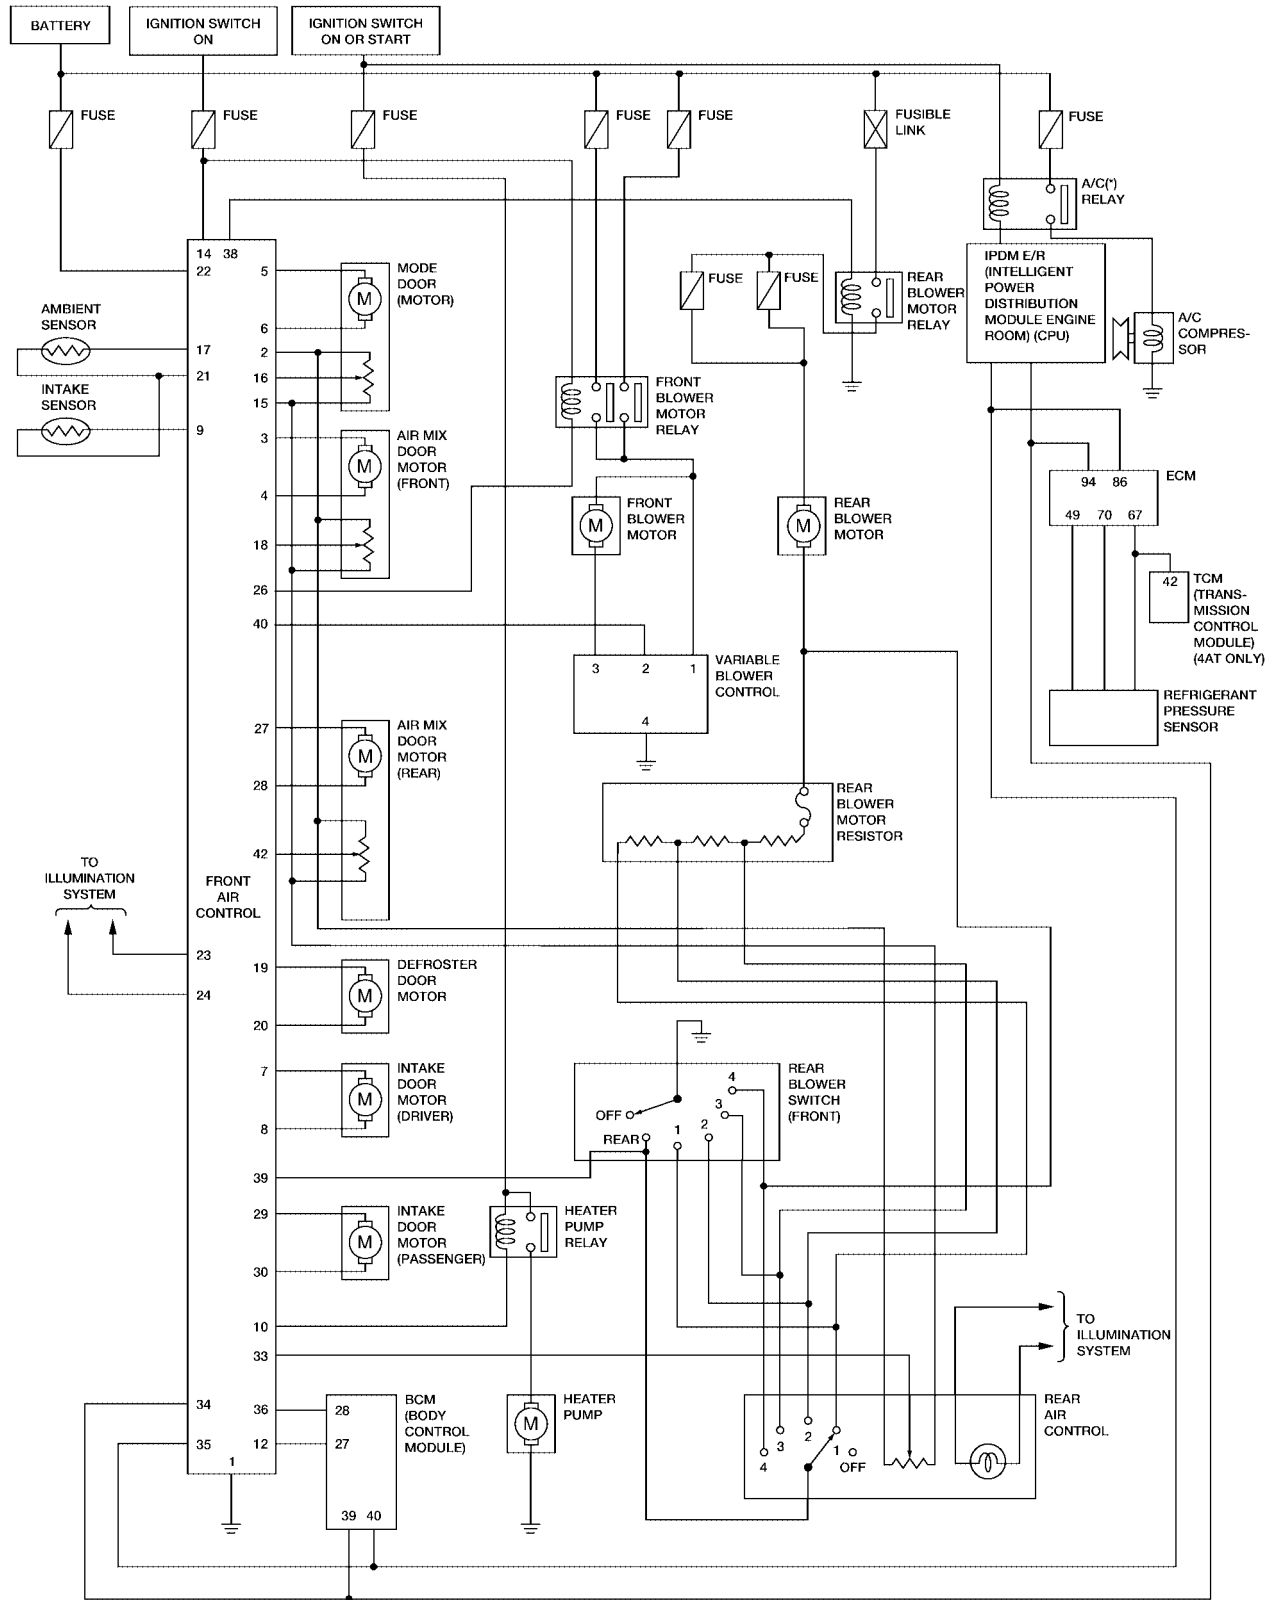 BATTERY
IGNITION SWITCH
ON
IGNITION SWITCH
ON OR START
FUSE
FUSE
FUSE
FUSE
FUSE
FUSIBLE
LINK
FUSE
A/C(*)
RELAY
14 38
22
5
MODE
DOOR
(MOTOR)
M
6
AMBIENT
SENSOR
17
21
INTAKE
SENSOR
9
2
16
15
3
AIR MIX
DOOR
MOTOR
(FRONT)
M
4
18
26
40
FUSE
FUSE
REAR
BLOWER
MOTOR
RELAY
IPDM E/R
(INTELLIGENT
POWER
DISTRIBUTION
MODULE ENGINE
ROOM) (CPU)
A/C
COMPRES-
SOR
FRONT
BLOWER
MOTOR
RELAY
FRONT
BLOWER
MOTOR
M
REAR
BLOWER
MOTOR
M
ECM
94 86
49 70 67
42
TCM
(TRANS-
MISSION
CONTROL
MODULE)
(4AT ONLY)
3 2 1
4
VARIABLE
BLOWER
CONTROL
REFRIGERANT
PRESSURE
SENSOR
27
AIR MIX
DOOR
MOTOR
(REAR)
M
28
42
REAR
BLOWER
MOTOR
RESISTOR
TO
ILLUMINATION
SYSTEM
FRONT
AIR
CONTROL
23
24
19
DEFROSTER
DOOR
MOTOR
M
20
7
INTAKE
DOOR
MOTOR
(DRIVER)
M
8
39
REAR
BLOWER
SWITCH
(FRONT)
4
3
OFF
2
1
REAR
29
INTAKE
DOOR
MOTOR
(PASSENGER)
M
30
HEATER
PUMP
RELAY
10
33
TO
ILLUMINATION
SYSTEM
34
36
28
BCM
(BODY
CONTROL
MODULE)
35
12
27
1
39 40
HEATER
PUMP
M
REAR
AIR
CONTROL
4
3
2
1
OFF